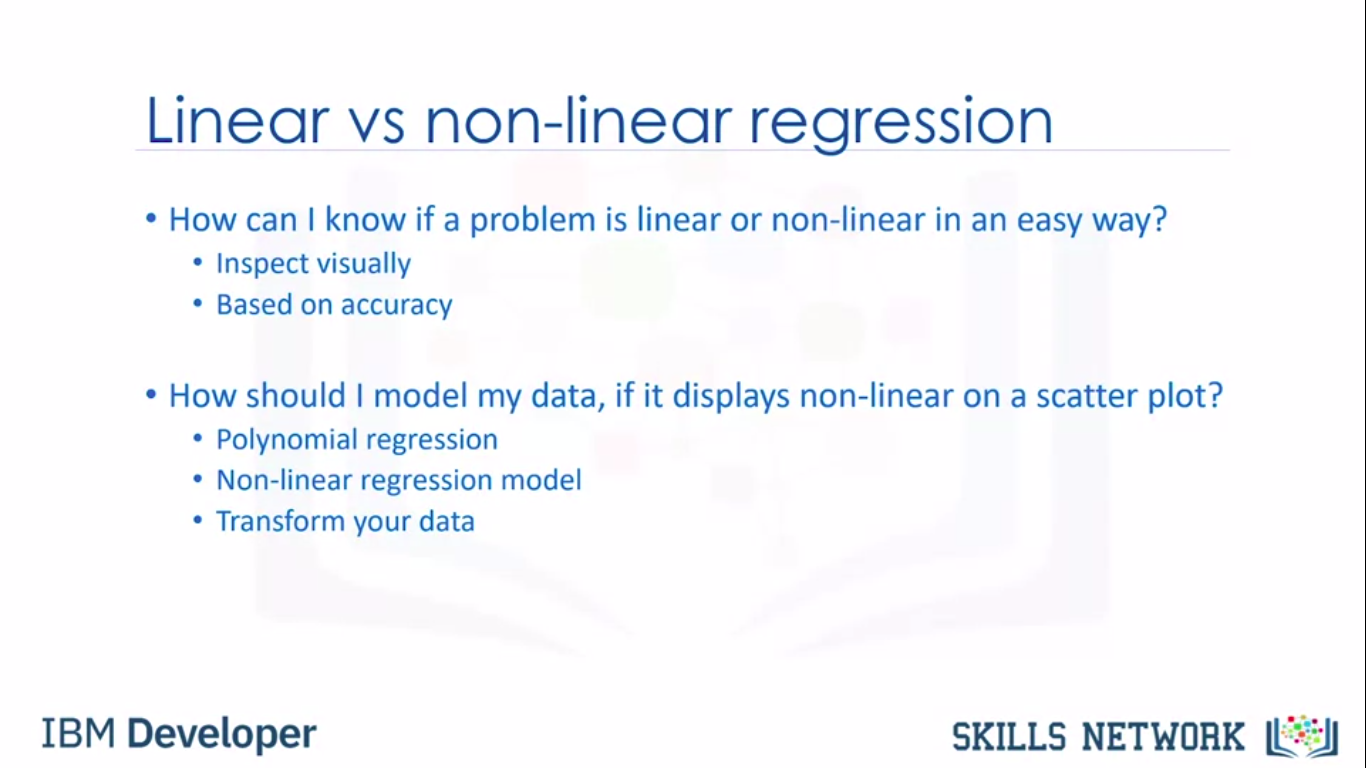 Linear vs non-linear regression
• How can I know if a problem is linear or non-linear in an easy way?
• Inspect visually
• Based on accuracy
• How should I model my data, if it displays non-linear on a scatter plot?
• Polynomial regression
• Non-linear regression model
• Transform your data
IBM Developer
SKILLS NETWORK